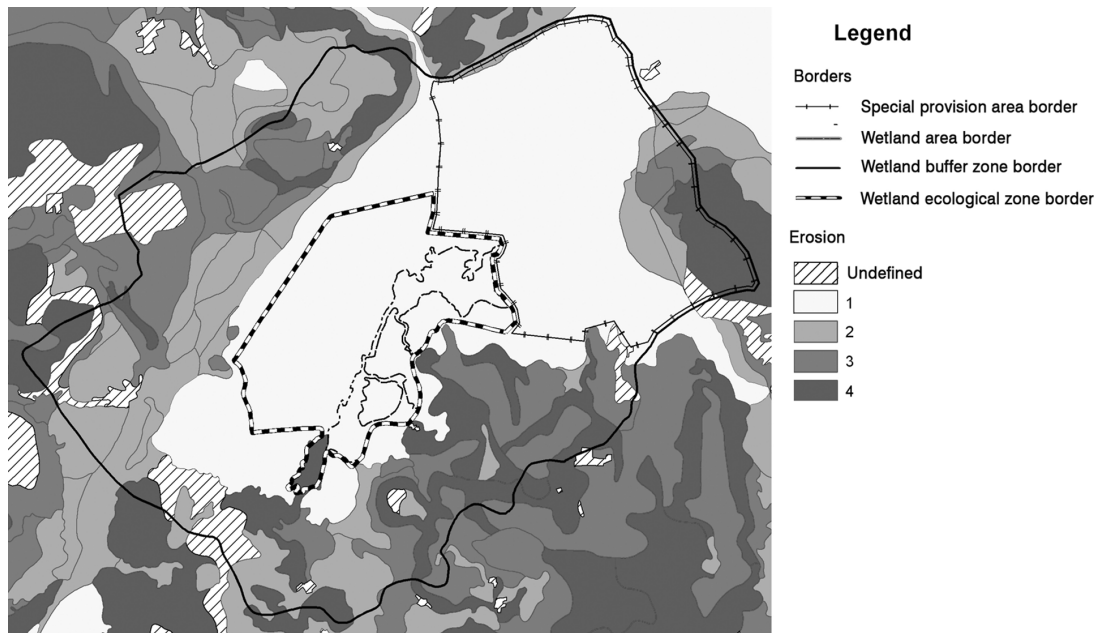 Legend
Borders
Special provision area border
Wetland area border
Wetland buffer zone border
Wetland ecological zone border
Erosion
Undefined
1
2
3
4